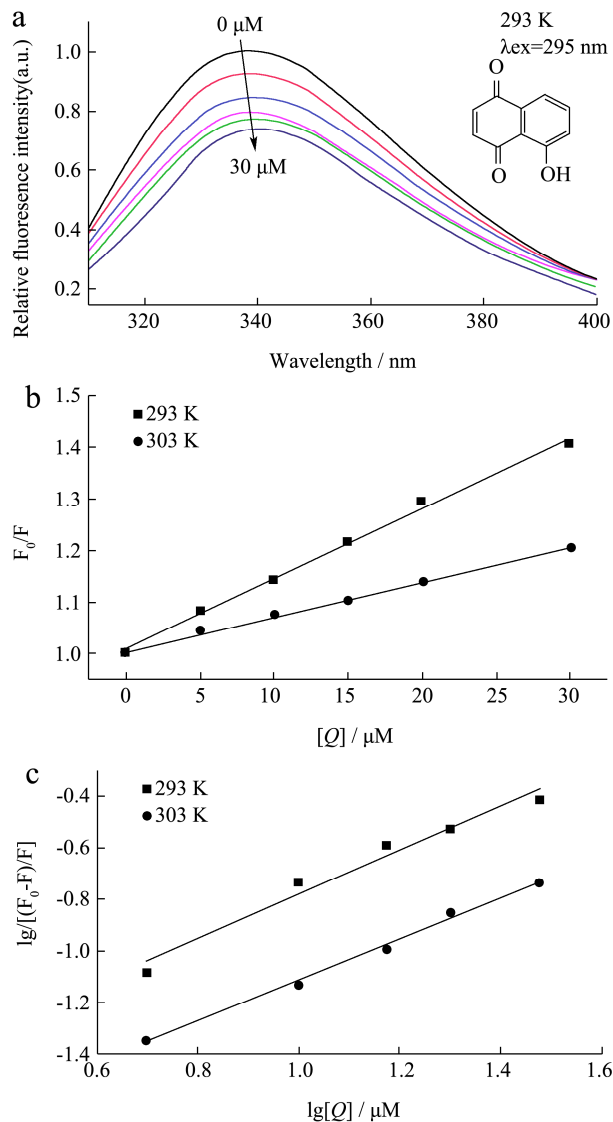 a
293 K
λex=295 nm
0 μM
30 μM
O
O
OH
Relative fluoresence intensity(a.u.)
1.0
0.8
0.6
0.4
0.2
320 340 360 380 400
Wavelength / nm
b
293 K
303 K
F₀/F
1.5
1.4
1.3
1.2
1.1
1.0
0 5 10 15 20 25 30
[Q] / μM
c
293 K
303 K
lg/[(F₀-F)/F]
-0.4
-0.6
-0.8
-1.0
-1.2
-1.4
0.6 0.8 1.0 1.2 1.4 1.6
lg[Q] / μM